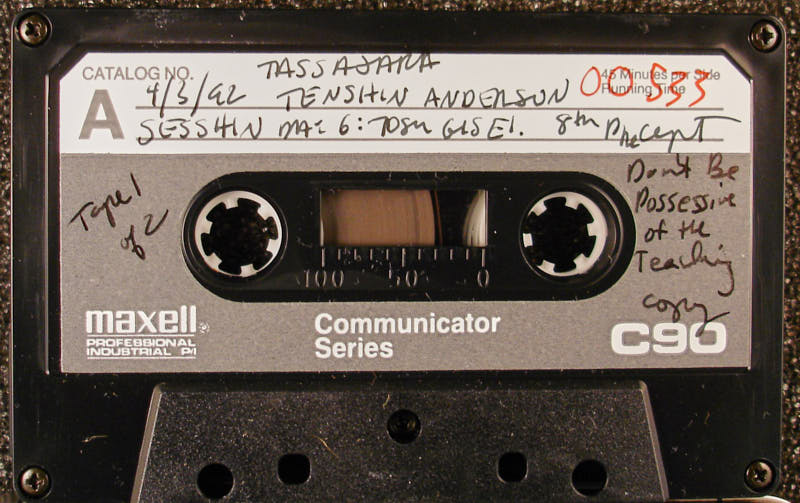 TASSAJARA
CATALOG NO.
45 Minutes per Side
Running Time
00533
A
4/3/92 TENSHIN ANDERSON
SESSHIN DAY 6: TOSU GISEI. 8th Precept
Don't Be
Possessive
of the
Teaching
copy
Tape 1
of 2
100 50 0
maxell
PROFESSIONAL
INDUSTRIAL P/I
Communicator
Series
C90